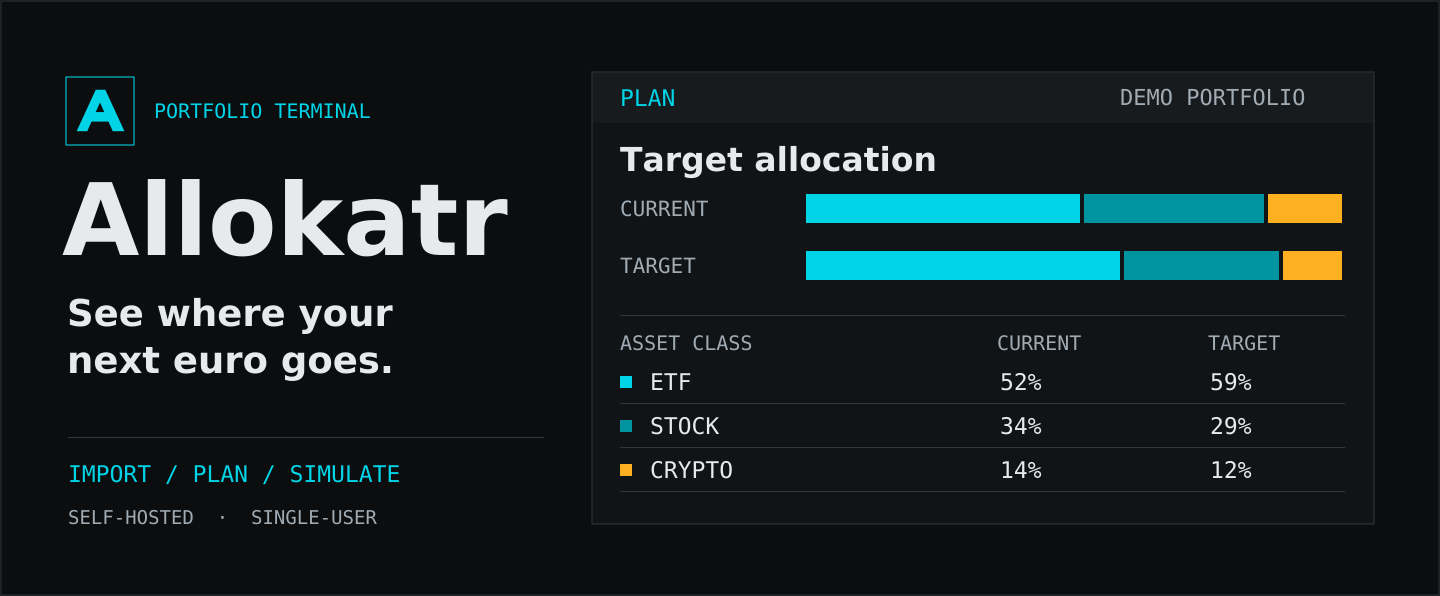 A
PORTFOLIO TERMINAL
Allokatr
See where your
next euro goes.
IMPORT / PLAN / SIMULATE
SELF-HOSTED · SINGLE-USER
PLAN DEMO PORTFOLIO
Target allocation
CURRENT
TARGET
ASSET CLASS CURRENT TARGET
ETF 52% 59%
STOCK 34% 29%
CRYPTO 14% 12%